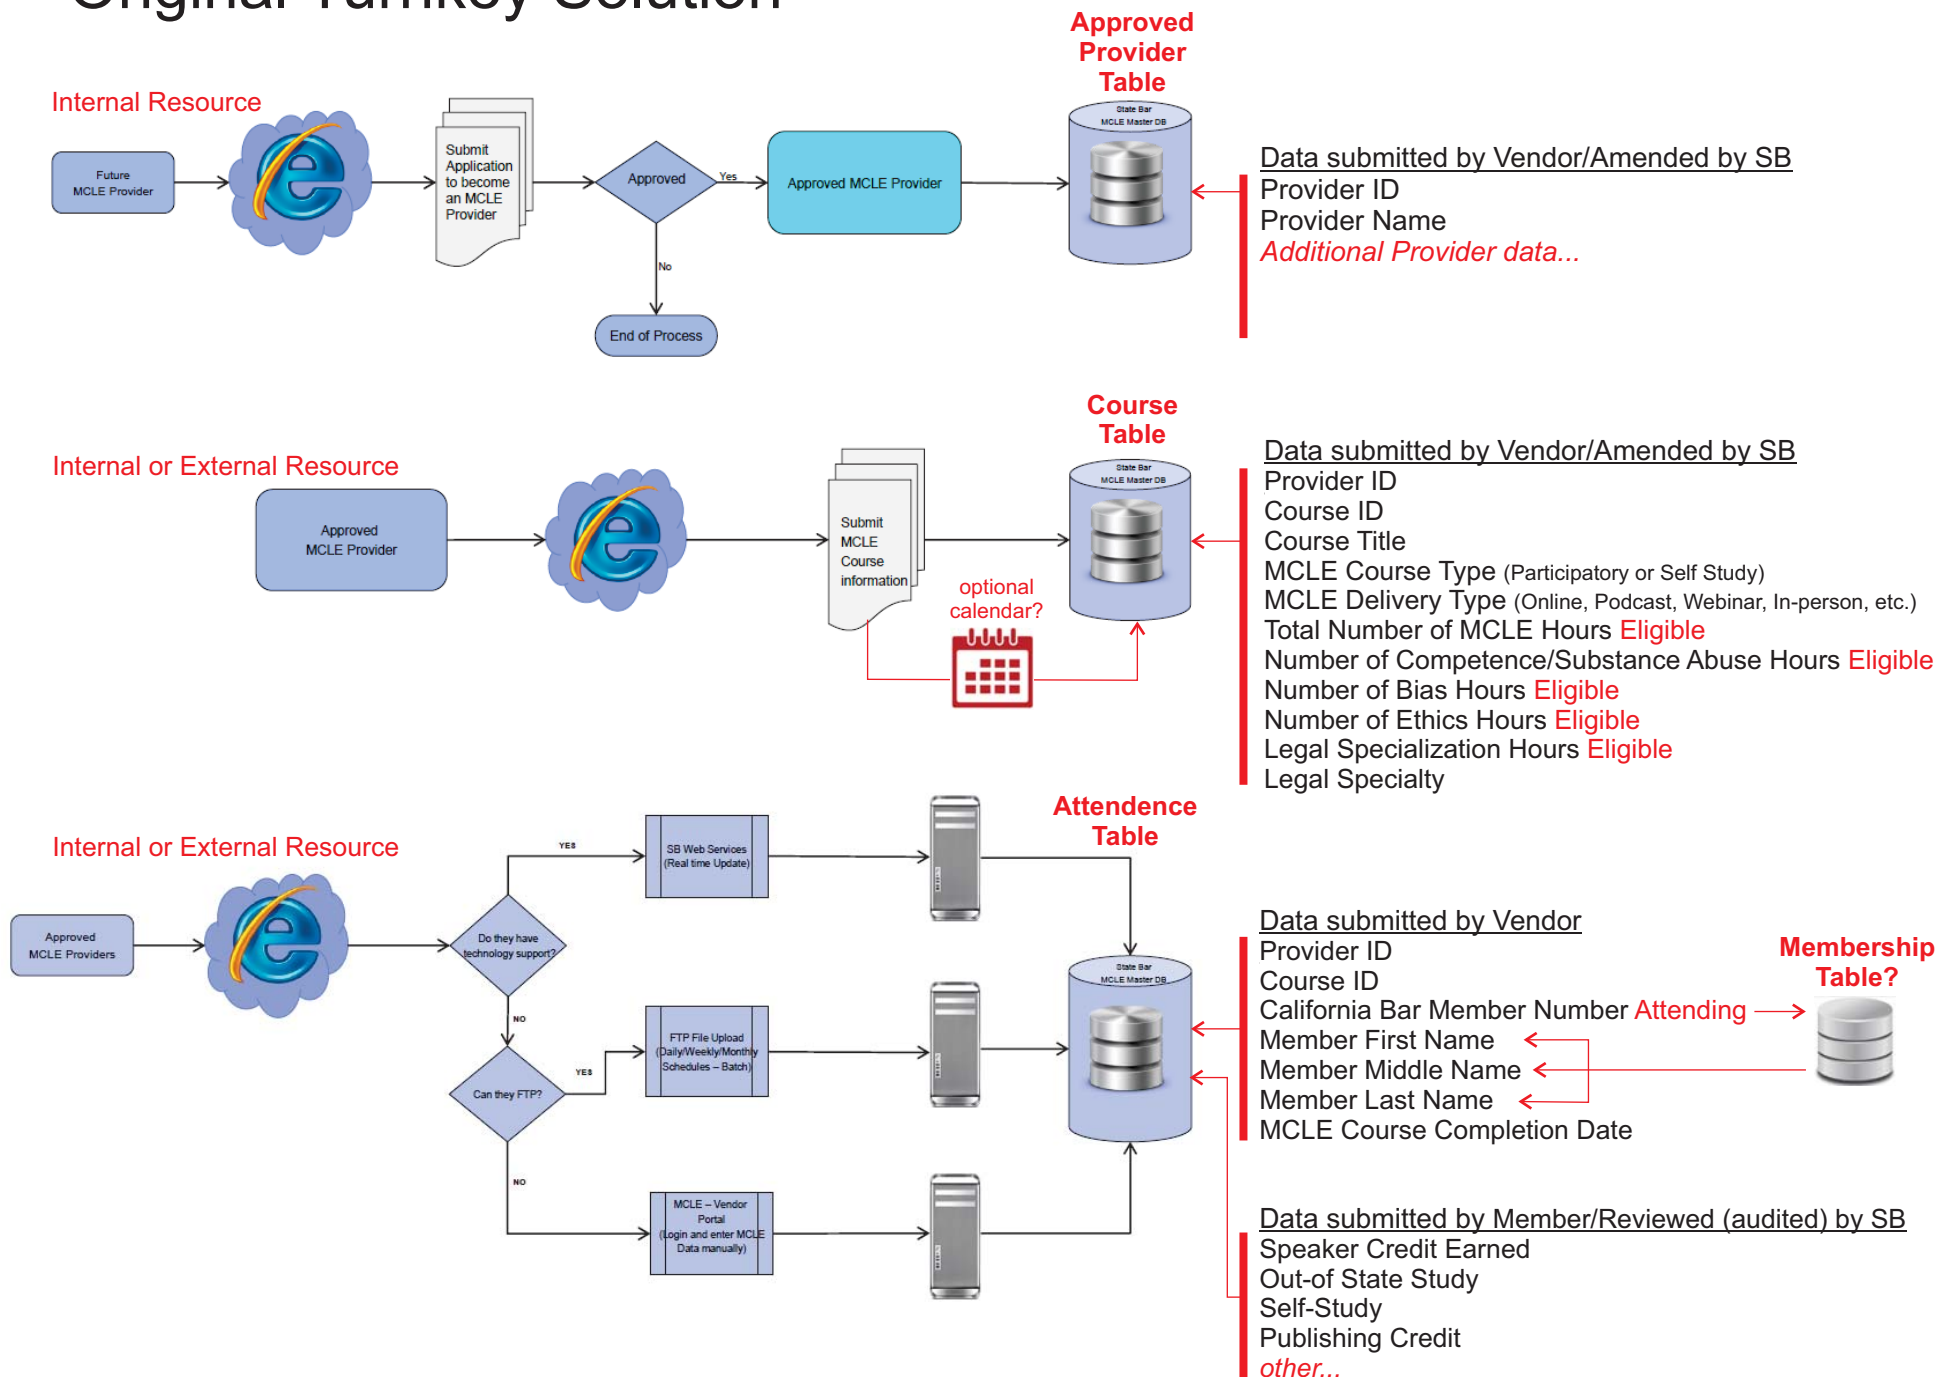 Original Turnkey Solution
Approved
Provider
Table
Internal Resource
Future
MCLE Provider
Submit
Application
to become
an MCLE
Provider
Approved
Yes
No
End of Process
Approved MCLE Provider
State Bar
MCLE Master DB
Data submitted by Vendor/Amended by SB
Provider ID
Provider Name
Additional Provider data...
Course
Table
Internal or External Resource
Approved
MCLE Provider
Submit
MCLE
Course
information
optional
calendar?
State Bar
MCLE Master DB
Data submitted by Vendor/Amended by SB
Provider ID
Course ID
Course Title
MCLE Course Type (Participatory or Self Study)
MCLE Delivery Type (Online, Podcast, Webinar, In-person, etc.)
Total Number of MCLE Hours Eligible
Number of Competence/Substance Abuse Hours Eligible
Number of Bias Hours Eligible
Number of Ethics Hours Eligible
Legal Specialization Hours Eligible
Legal Specialty
Attendence
Table
Internal or External Resource
Approved
MCLE Providers
Do they have
technology support?
YES
NO
SB Web Services
(Real time Update)
Can they FTP?
YES
NO
FTP File Upload
(Daily/Weekly/Monthly
Schedules – Batch)
MCLE – Vendor
Portal
(Login and enter MCLE
Data manually)
State Bar
MCLE Master DB
Data submitted by Vendor
Provider ID
Course ID
California Bar Member Number Attending
Member First Name
Member Middle Name
Member Last Name
MCLE Course Completion Date
Membership
Table?
Data submitted by Member/Reviewed (audited) by SB
Speaker Credit Earned
Out-of State Study
Self-Study
Publishing Credit
other...